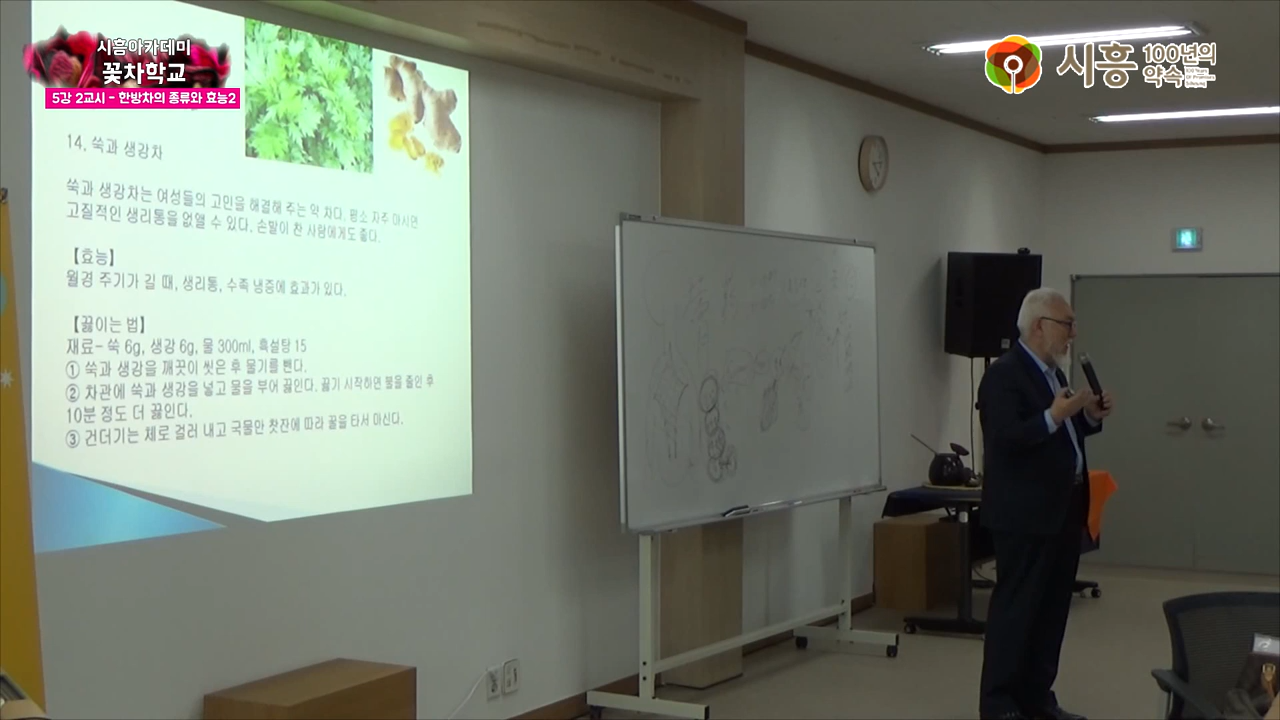 시흥아카데미
꽃차학교
5강 2교시 - 한방차의 종류와 효능2
시흥 100년의
약속
14. 쑥과 생강차
쑥과 생강차는 여성들의 고민을 해결해 주는 약 차다. 평소 자주 마시면
고질적인 생리통을 없앨 수 있다. 손발이 찬 사람에게도 좋다.
【효능】
월경 주기가 길 때, 생리통, 수족 냉증에 효과가 있다.
【끓이는 법】
재료- 쑥 6g, 생강 6g, 물 300ml, 흑설탕 15
① 쑥과 생강을 깨끗이 씻은 후 물기를 뺀다.
② 차관에 쑥과 생강을 넣고 물을 부어 끓인다. 끓기 시작하면 불을 줄인 후
10분 정도 더 끓인다.
③ 건더기는 체로 걸러 내고 국물만 찻잔에 따라 꿀을 타서 마신다.